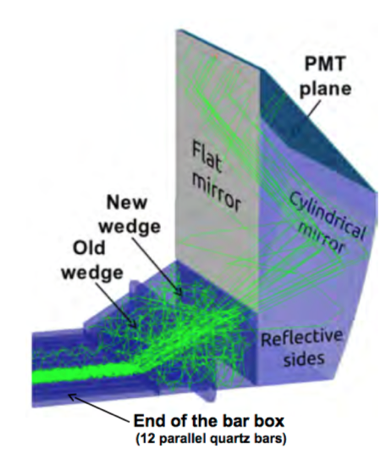 PMT
plane
Flat
mirror
New
wedge
Cylindrical
mirror
Old
wedge
Reflective
sides
End of the bar box
(12 parallel quartz bars)